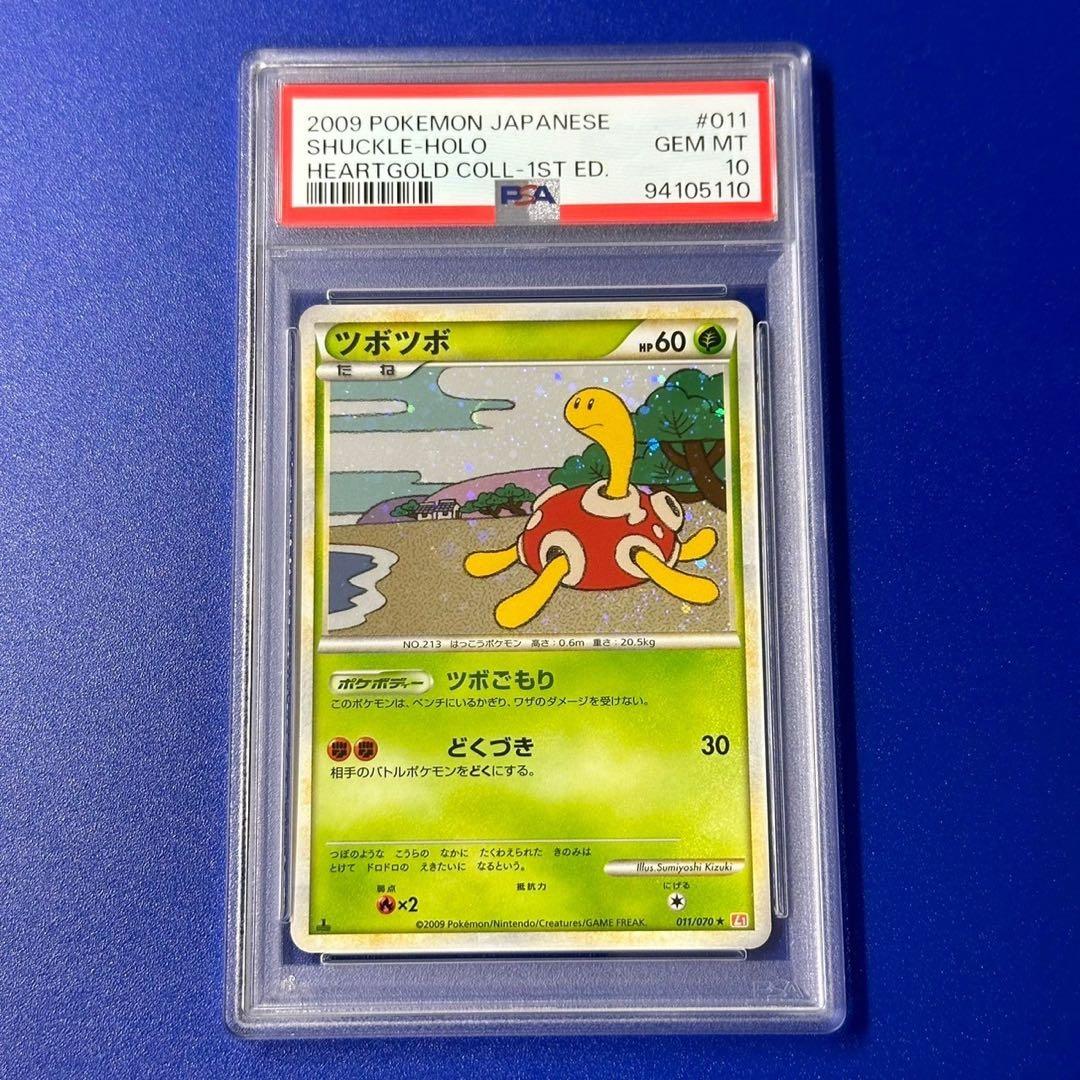 2009 POKEMON JAPANESE #011
SHUCKLE-HOLO GEM MT
HEARTGOLD COLL-1ST ED. 10
PSA 94105110
ツボツボ HP60
たね
NO.213 はっこうポケモン 高さ:0.6m 重さ:20.5kg
ポケボディー ツボごもり
このポケモンは、ベンチにいるかぎり、ワザのダメージを受けない。
どくづき 30
相手のバトルポケモンをどくにする。
つぼのような こうらの なかに たくわえられた きのみは
とけて ドロドロの えきたいに なるという。
Illus.Sumiyoshi Kizuki
弱点 抵抗力 にげる
×2
1 ©2009 Pokémon/Nintendo/Creatures/GAME FREAK. 011/070 ★ L1
PSA